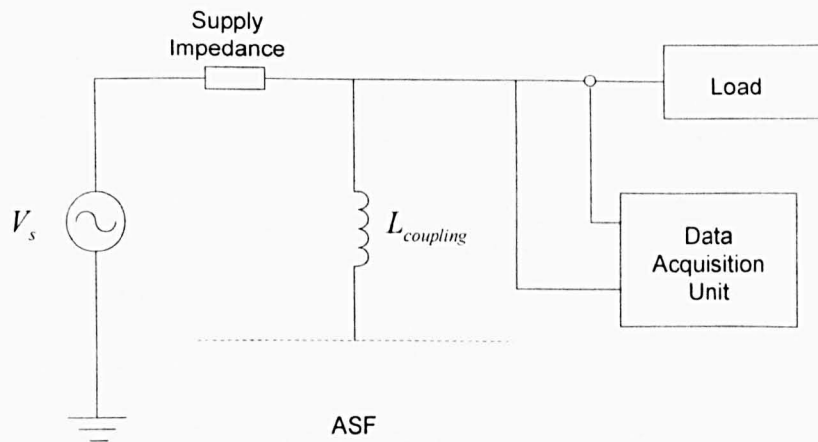 Supply
Impedance
Load
V_s
L_coupling
Data
Acquisition
Unit
ASF